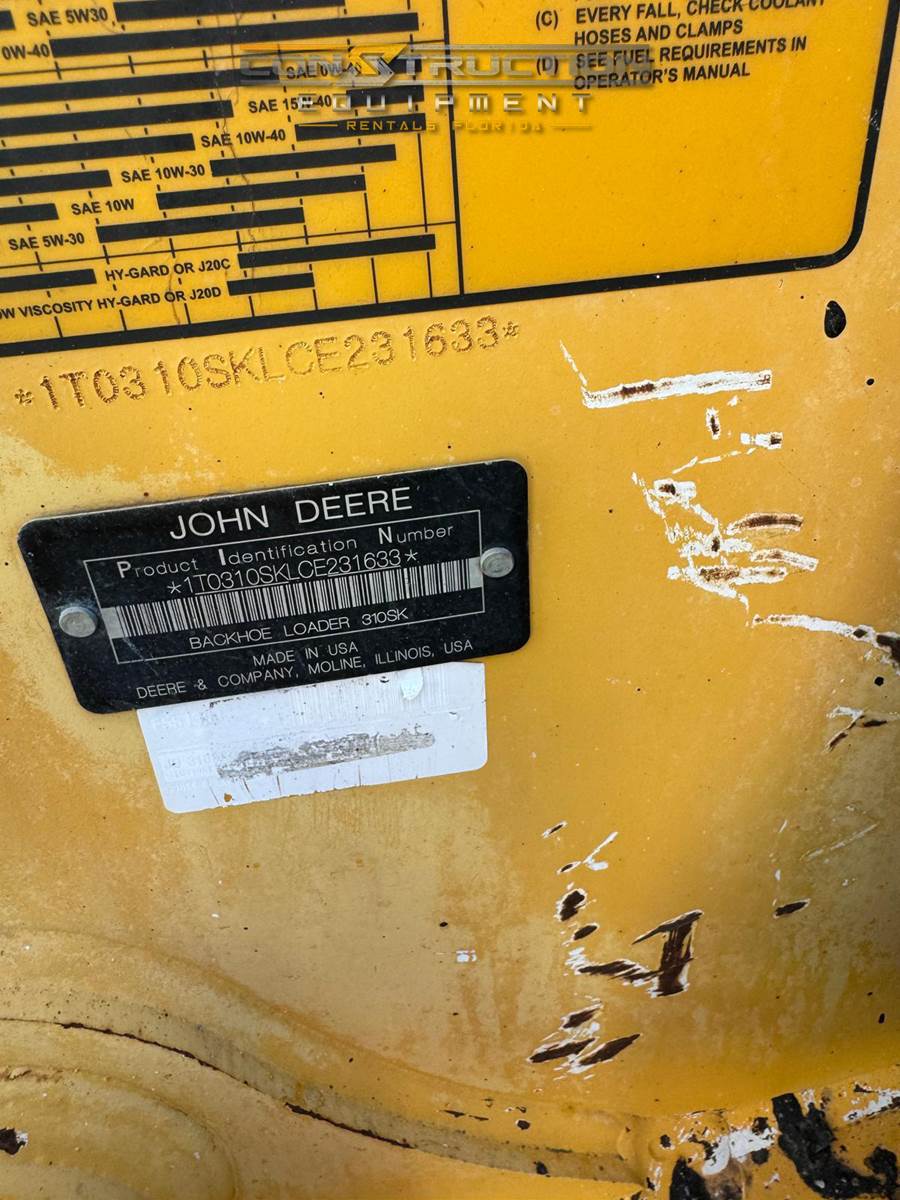 SAE 5W30
0W-40
SAE 0W-40
SAE 15W-40
SAE 10W-40
SAE 10W-30
SAE 10W
SAE 5W-30
HY-GARD OR J20C
VISCOSITY HY-GARD OR J20D
(C) EVERY FALL, CHECK COOLANT
HOSES AND CLAMPS
(D) SEE FUEL REQUIREMENTS IN
OPERATOR'S MANUAL
CONSTRUCTION
EQUIPMENT
RENTALS FLORIDA
*1T0310SKLCE231633*
JOHN DEERE
Product Identification Number
*1T0310SKLCE231633*
BACKHOE LOADER 310SK
MADE IN USA
DEERE & COMPANY, MOLINE, ILLINOIS, USA